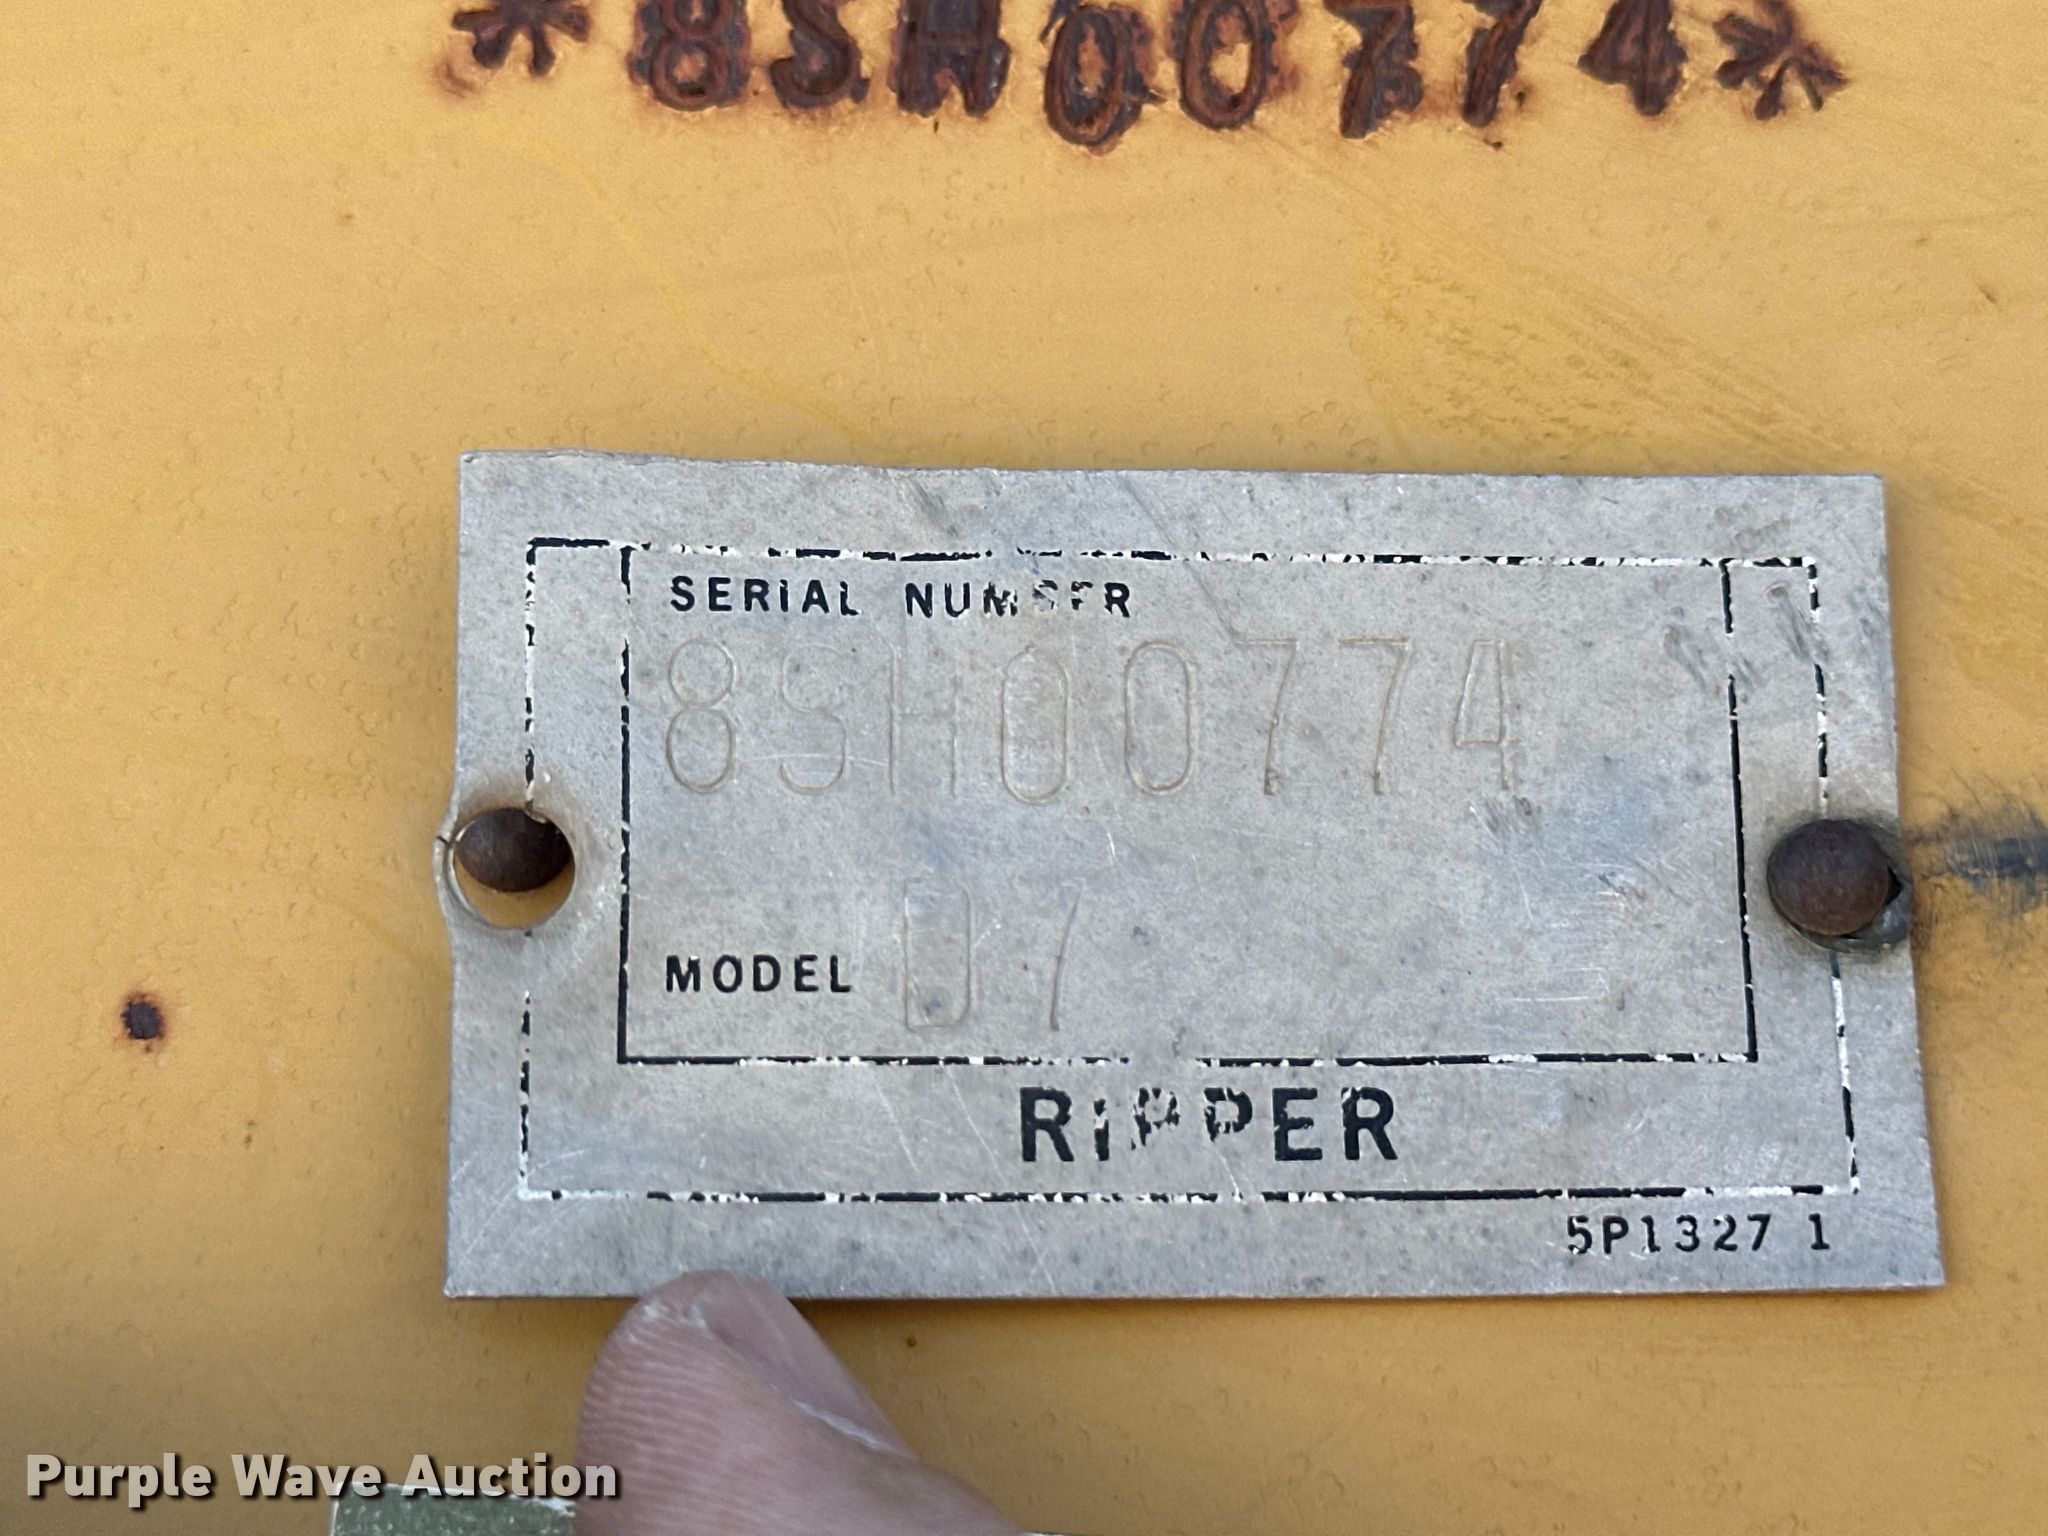 *8SH00774*
SERIAL NUMBER
8SH00774
MODEL D7
RIPPER
5P1327 1
Purple Wave Auction